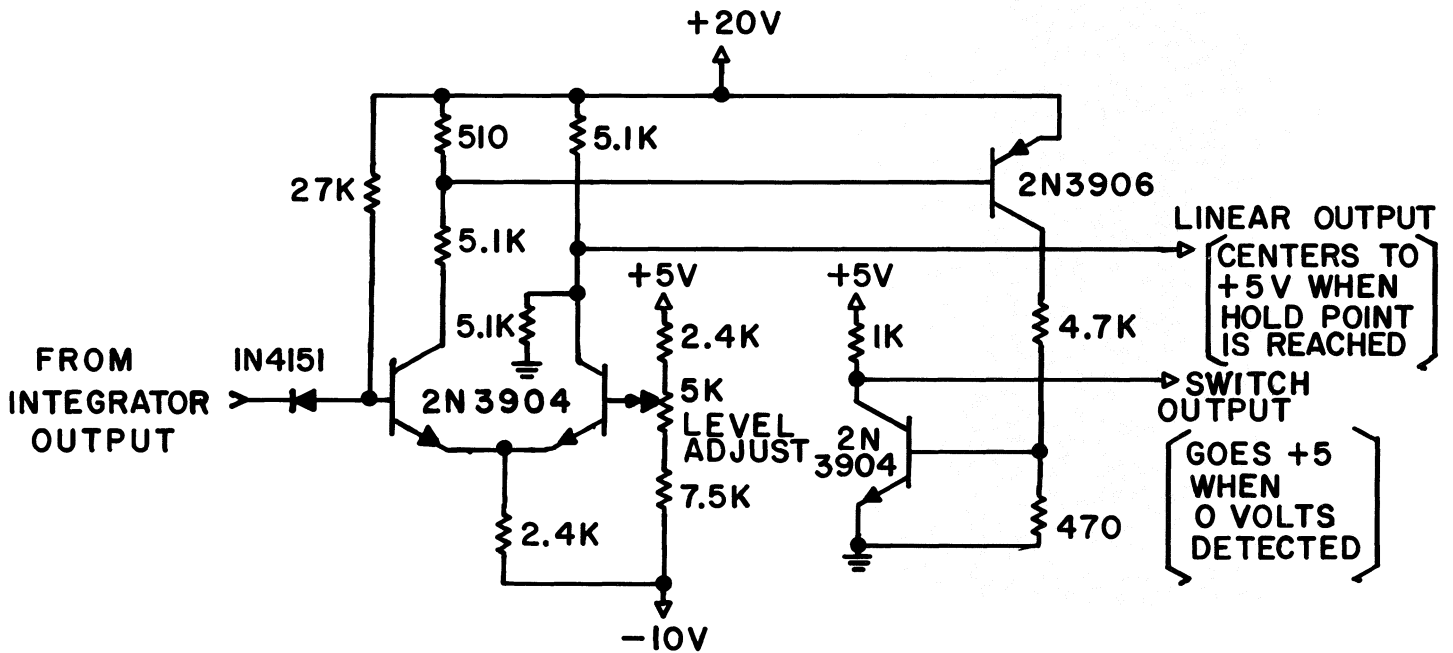 +20V
510
5.1K
27K
2N3906
5.1K
LINEAR OUTPUT
CENTERS TO
+5V WHEN
HOLD POINT
IS REACHED
+5V
+5V
5.1K
2.4K
1K
4.7K
FROM
INTEGRATOR
OUTPUT
1N4151
2N3904
5K
LEVEL
ADJUST
SWITCH
OUTPUT
2N
3904
GOES +5
WHEN
0 VOLTS
DETECTED
7.5K
2.4K
470
-10V